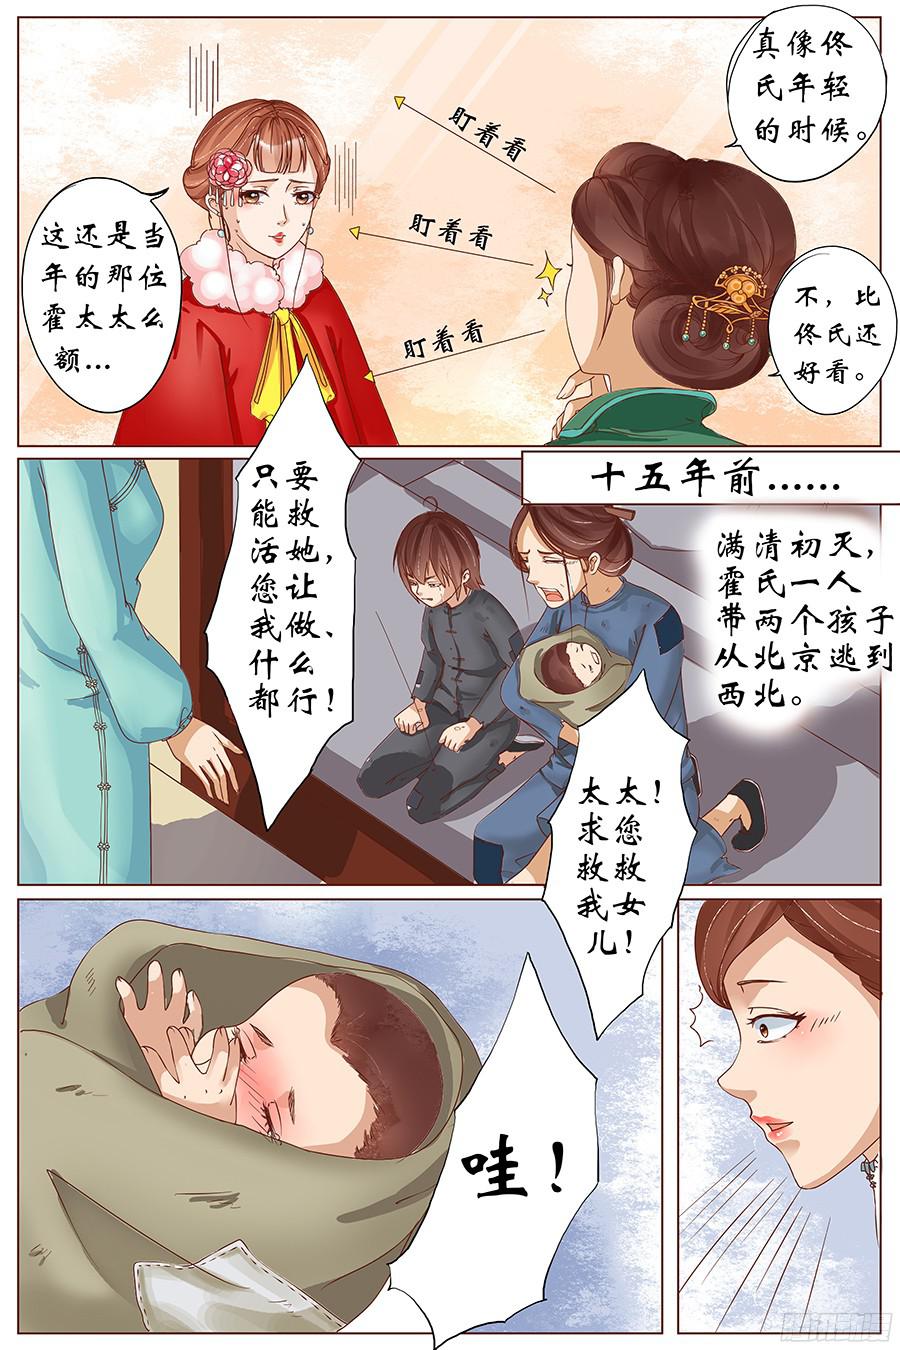 真像佟
氏年轻
的时候。
盯着看
盯着看
盯着看
这还是当
年的那位
霍太太么
额...
不，比
佟氏还
好看。
十五年前......
满清初灭，
霍氏一人
带两个孩子
从北京逃到
西北。
只要
能救
活她，
您让
我做、
什么
都行！
太太！
求您
救救
我女
儿！
哇！